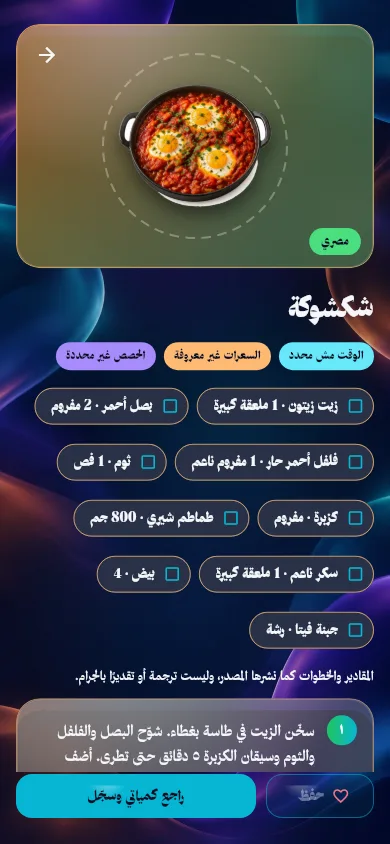 مصري
شكشوكة
الوقت مش محدد
السعرات غير معروفة
الحصص غير محددة
زيت زيتون · 1 ملعقة كبيرة
بصل أحمر · 2 مفروم
فلفل أحمر حار · 1 مفروم ناعم
ثوم · 1 فص
كزبرة · مفروم
طماطم شيري · 800 جم
سكر ناعم · 1 ملعقة كبيرة
بيض · 4
جبنة فيتا · رشة
المقادير والخطوات كما نشرها المصدر، وليست ترجمة أو تقديرًا بالجرام.
١
سخّن الزيت في طاسة بغطاء. شوّح البصل والفلفل
والثوم وسيقان الكزبرة ٥ دقائق حتى تطرى. أضف
حفظ
راجع كمياتي وسجّل